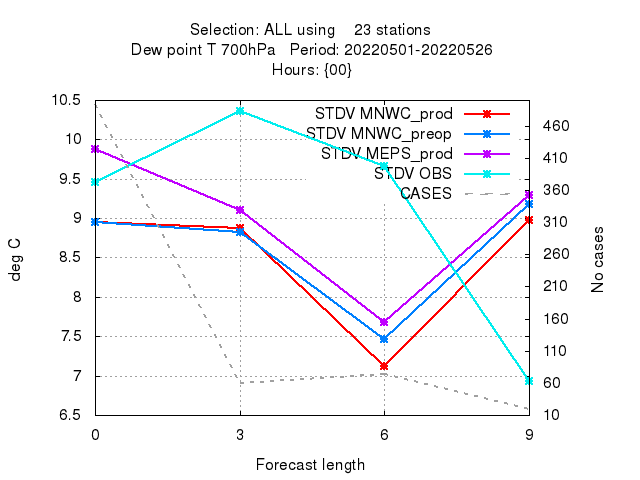 Selection: ALL using 23 stations
Dew point T 700hPa Period: 20220501-20220526
Hours: {00}
STDV MNWC_prod
STDV MNWC_preop
STDV MEPS_prod
STDV OBS
CASES
10.5
10
9.5
9
8.5
8
7.5
7
6.5
deg C
460
410
360
310
260
210
160
110
60
10
No cases
0 3 6 9
Forecast length